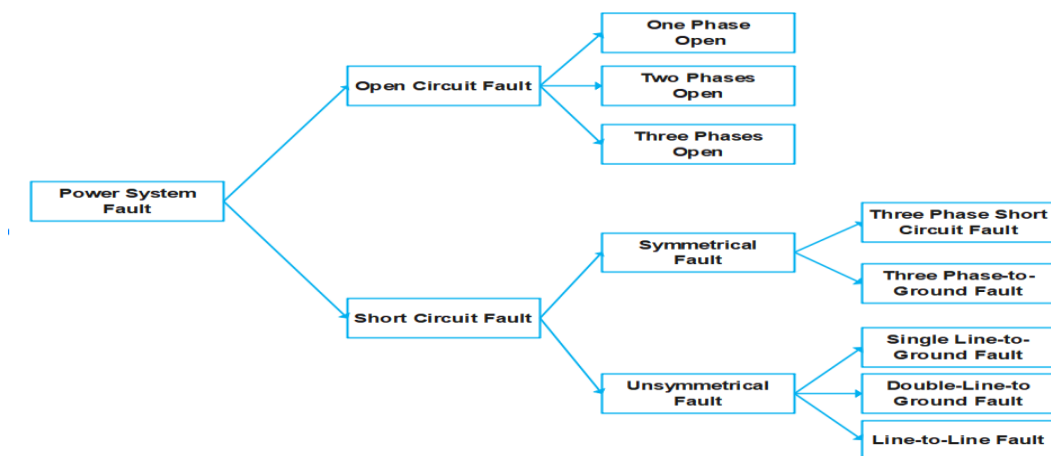 One Phase
Open
Open Circuit Fault
Two Phases
Open
Three Phases
Open
Power System
Fault
Three Phase Short
Circuit Fault
Symmetrical
Fault
Three Phase-to-
Ground Fault
Short Circuit Fault
Single Line-to-
Ground Fault
Unsymmetrical
Fault
Double-Line-to
Ground Fault
Line-to-Line Fault